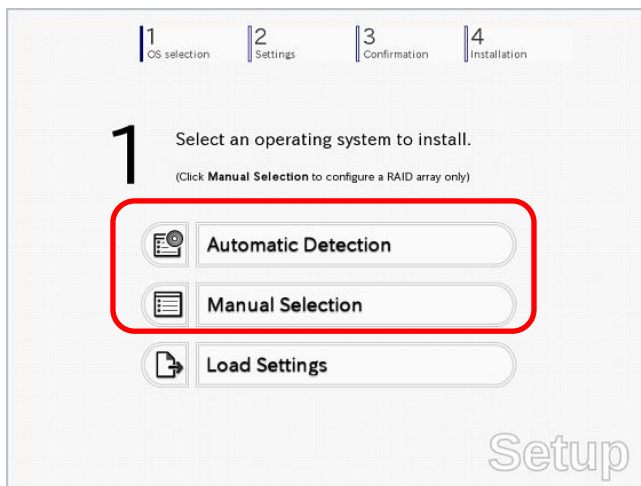 1
OS selection
2
Settings
3
Confirmation
4
Installation
1
Select an operating system to install.
(Click Manual Selection to configure a RAID array only)
Automatic Detection
Manual Selection
Load Settings
Setup